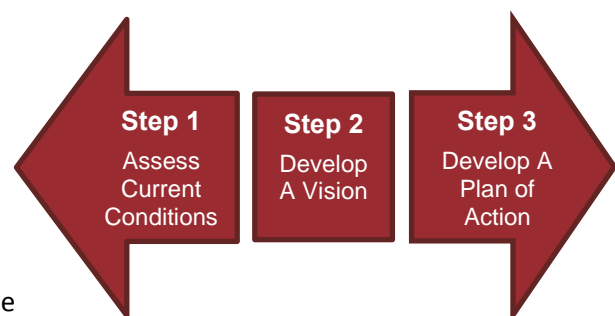 Step 1
Assess
Current
Conditions
Step 2
Develop
A Vision
Step 3
Develop A
Plan of
Action
e